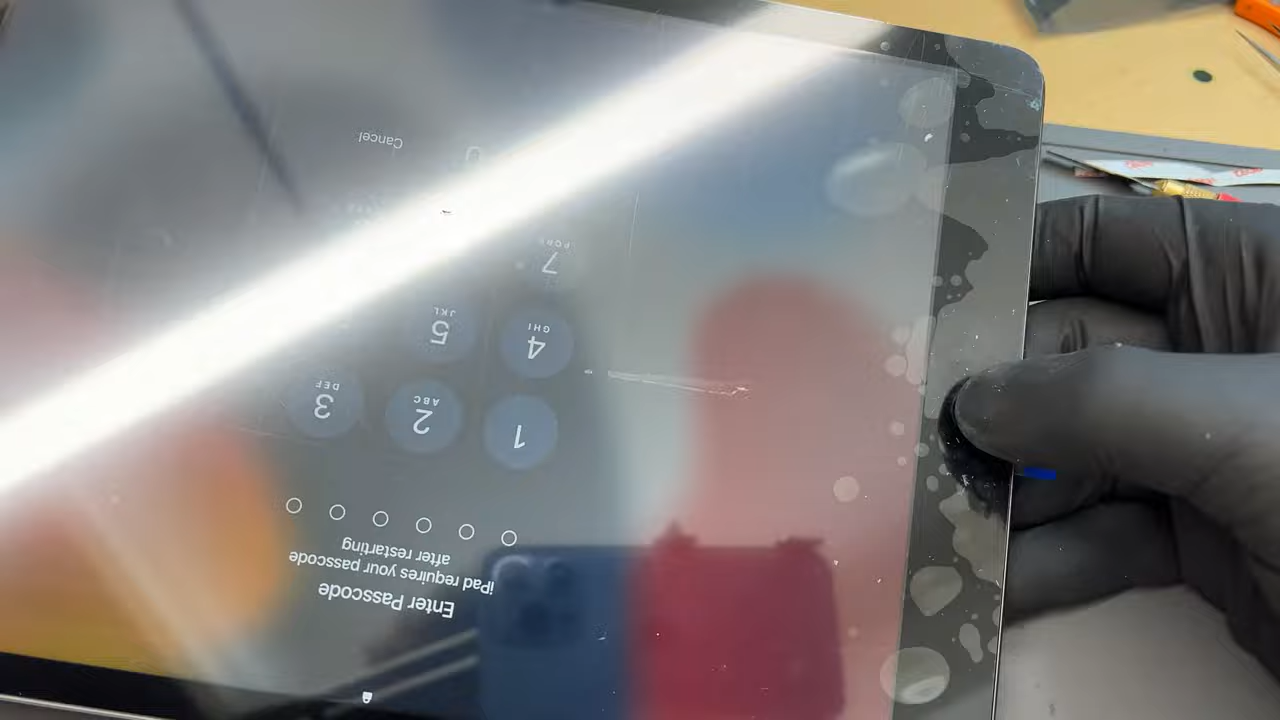 Enter Passcode
iPad requires your passcode
after restarting
1
2
ABC
3
DEF
4
GHI
5
JKL
7
PQRS
Cancel